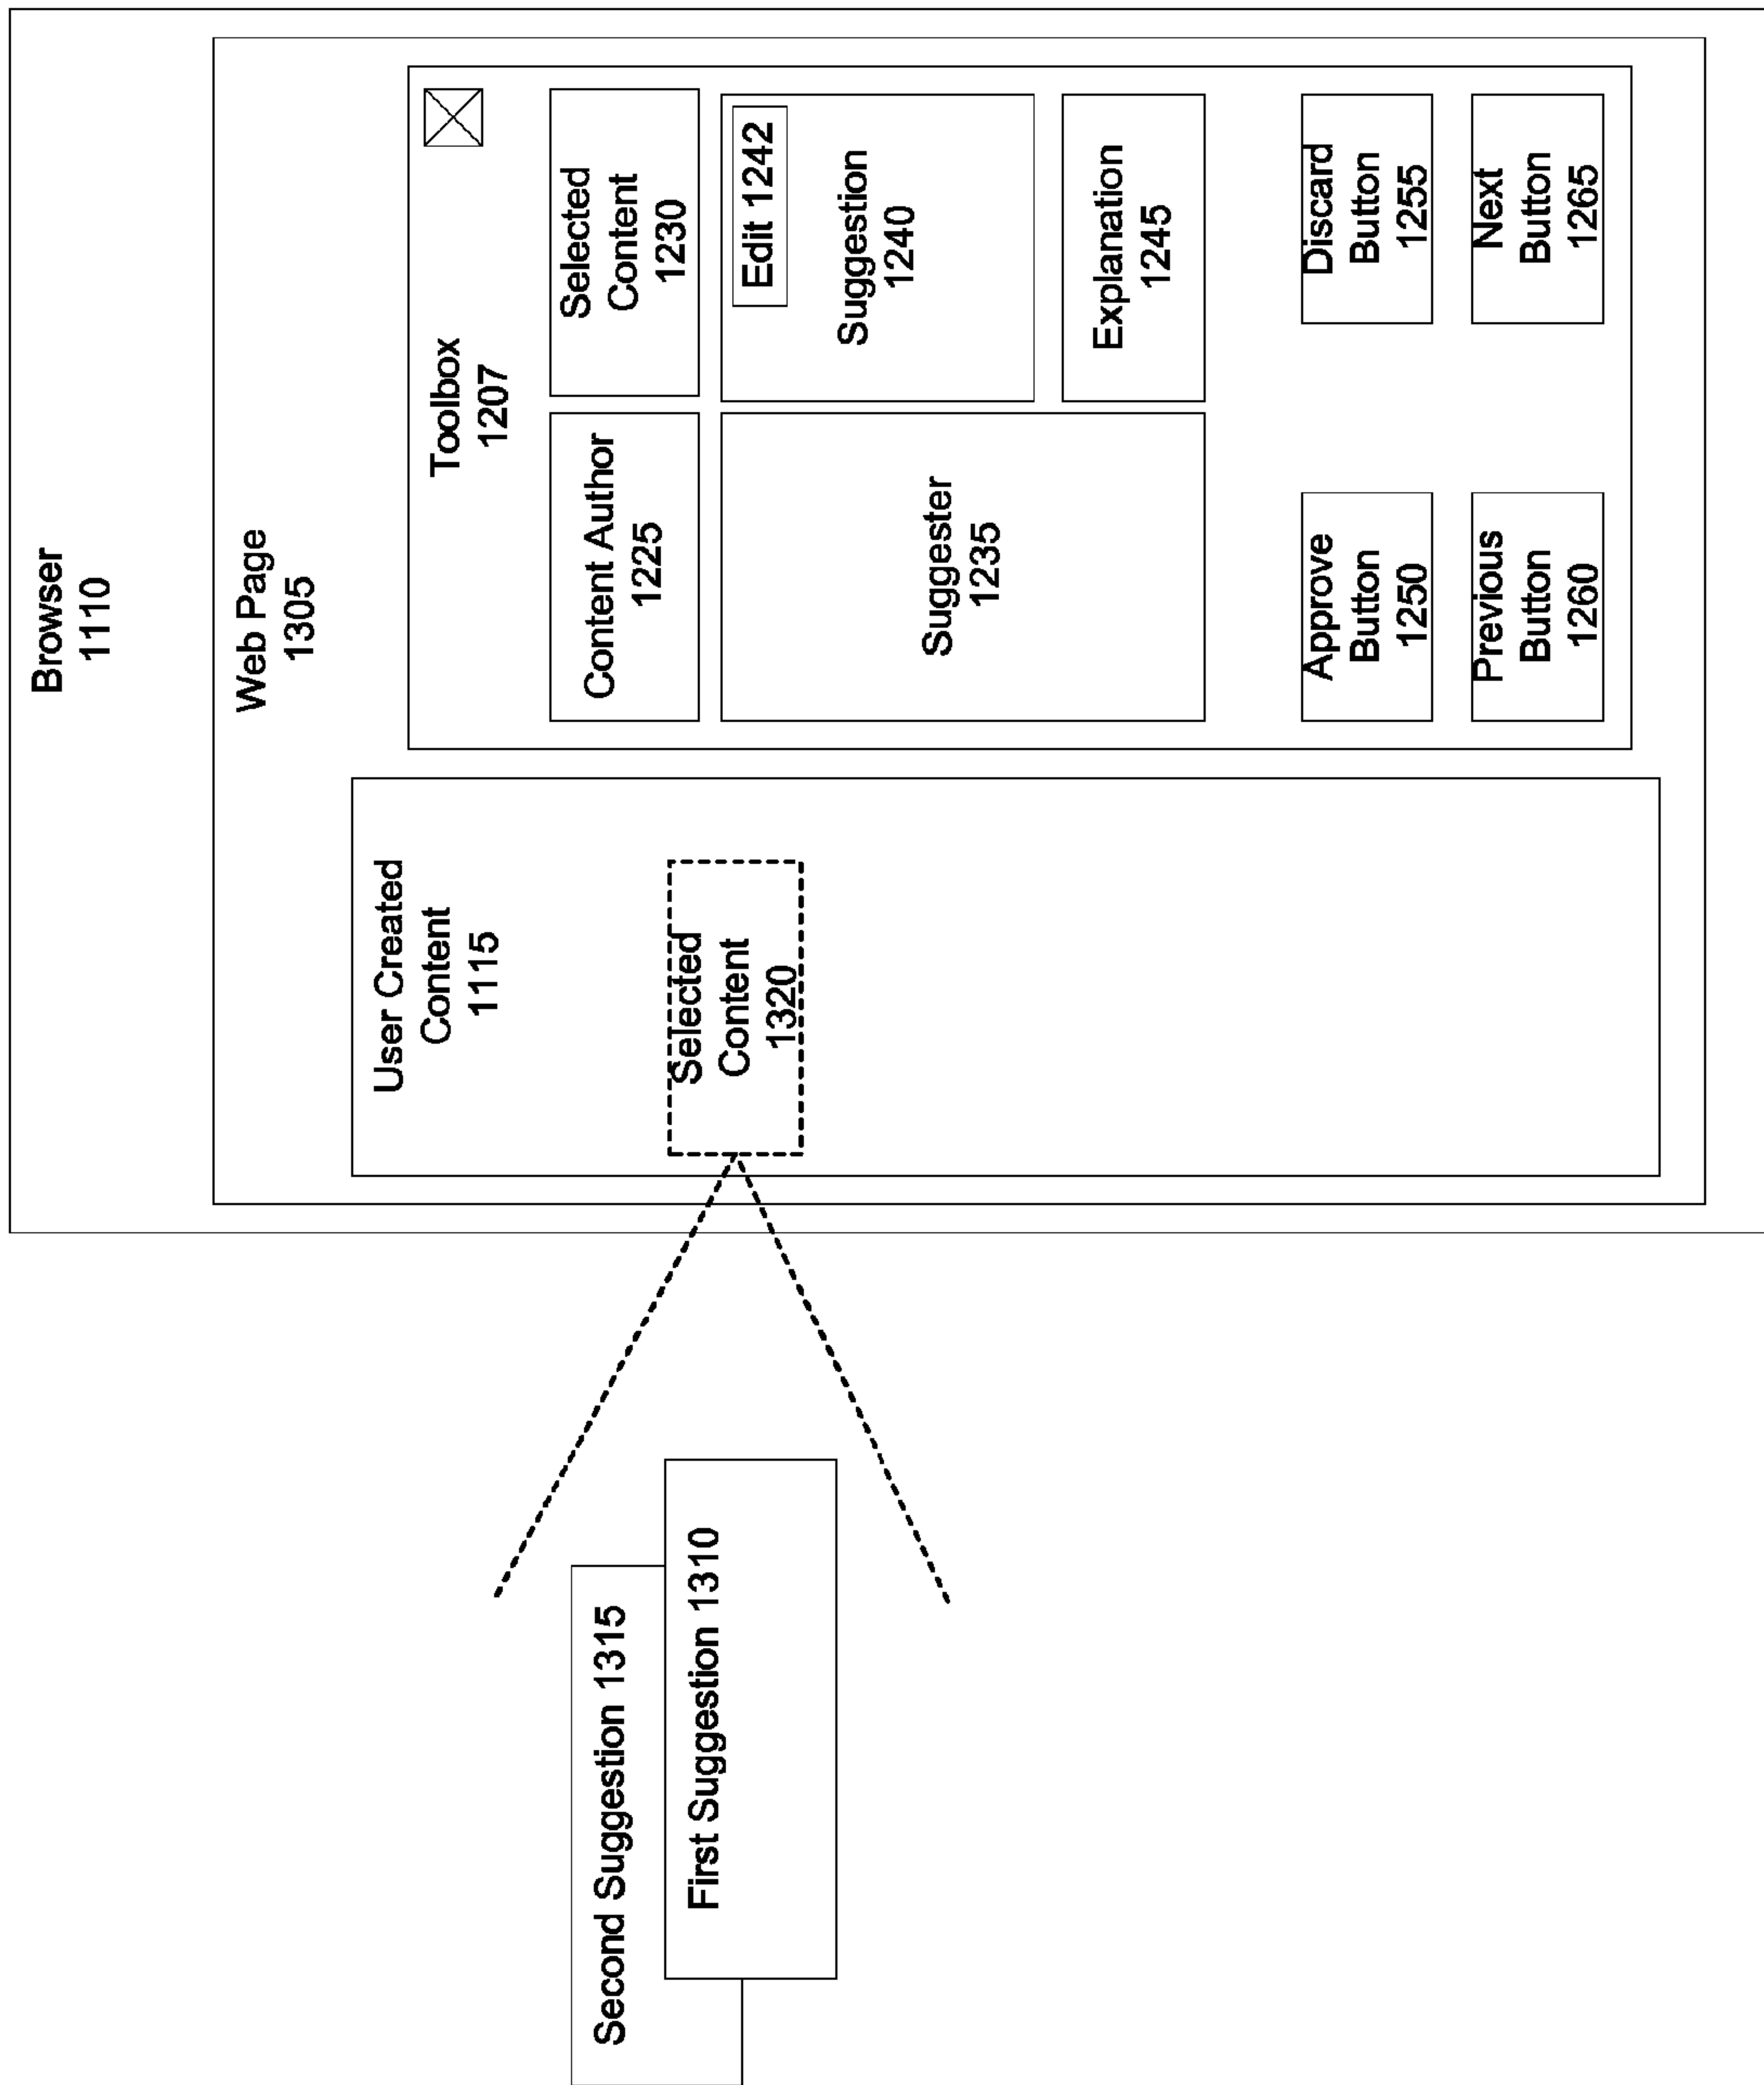 Browser
1110
Web Page
1305
User Created
Content
1115
Selected
Content
1320
Second Suggestion 1315
First Suggestion 1310
Toolbox
1207
Content Author
1225
Selected
Content
1230
Suggester
1235
Edit 1242
Suggestion
1240
Explanation
1245
Approve
Button
1250
Discard
Button
1255
Previous
Button
1260
Next
Button
1265